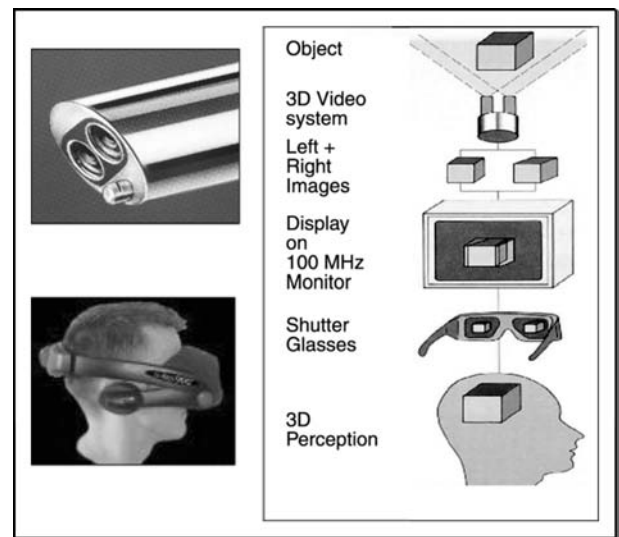 Object
3D Video
system
Left +
Right
Images
Display
on
100 MHz
Monitor
Shutter
Glasses
3D
Perception